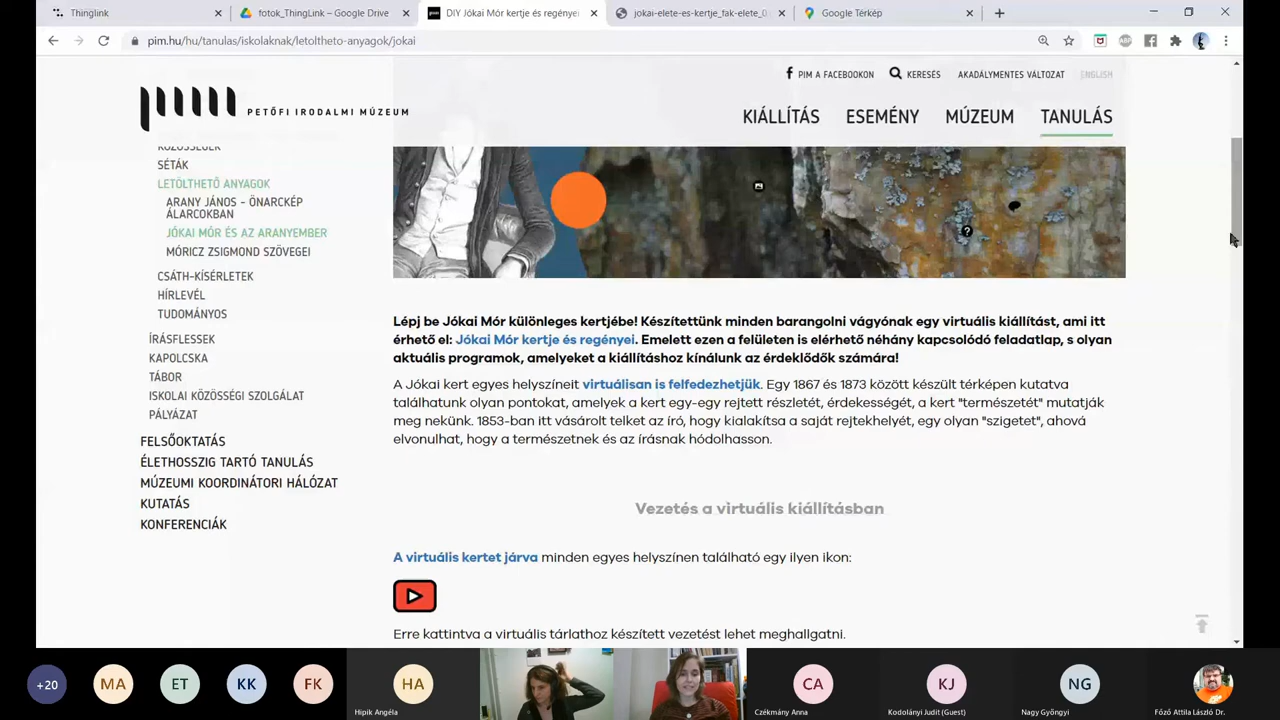 Thinglink
fotok_ThingLink – Google Drive
DIY Jókai Mór kertje és regényei
jokai-elete-es-kertje_fak-elete_0
Google Térkép
pim.hu/hu/tanulas/iskolaknak/letoltheto-anyagok/jokai
PIM A FACEBOOKON
KERESÉS
AKADÁLYMENTES VÁLTOZAT
ENGLISH
PETŐFI IRODALMI MÚZEUM
KIÁLLÍTÁS
ESEMÉNY
MÚZEUM
TANULÁS
KÖZÖSSÉGEK
SÉTÁK
LETÖLTHETŐ ANYAGOK
ARANY JÁNOS - ÖNARCKÉP
ÁLARCOKBAN
JÓKAI MÓR ÉS AZ ARANYEMBER
MÓRICZ ZSIGMOND SZÖVEGEI
CSÁTH-KÍSÉRLETEK
HÍRLEVÉL
TUDOMÁNYOS
ÍRÁSFLESSEK
KAPOLCSKA
TÁBOR
ISKOLAI KÖZÖSSÉGI SZOLGÁLAT
PÁLYÁZAT
FELSŐOKTATÁS
ÉLETHOSSZIG TARTÓ TANULÁS
MÚZEUMI KOORDINÁTORI HÁLÓZAT
KUTATÁS
KONFERENCIÁK
Lépj be Jókai Mór különleges kertjébe! Készítettünk minden barangolni vágyónak egy virtuális kiállítást, ami itt
érhető el: Jókai Mór kertje és regényei. Emelett ezen a felületen is elérhető néhány kapcsolódó feladatlap, s olyan
aktuális programok, amelyeket a kiállításhoz kínálunk az érdeklődők számára!
A Jókai kert egyes helyszíneit virtuálisan is felfedezhetjük. Egy 1867 és 1873 között készült térképen kutatva
találhatunk olyan pontokat, amelyek a kert egy-egy rejtett részletét, érdekességét, a kert "természetét" mutatják
meg nekünk. 1853-ban itt vásárolt telket az író, hogy kialakítsa a saját rejtekhelyét, egy olyan "szigetet", ahová
elvonulhat, hogy a természetnek és az írásnak hódolhasson.
Vezetés a virtuális kiállításban
A virtuális kertet járva minden egyes helyszínen található egy ilyen ikon:
Erre kattintva a virtuális tárlathoz készített vezetést lehet meghallgatni.
+20
MA
ET
KK
FK
HA
CA
KJ
NG
Hipik Angéla
Czékmány Anna
Kodolányi Judit (Guest)
Nagy Gyöngyi
Főző Attila László Dr.